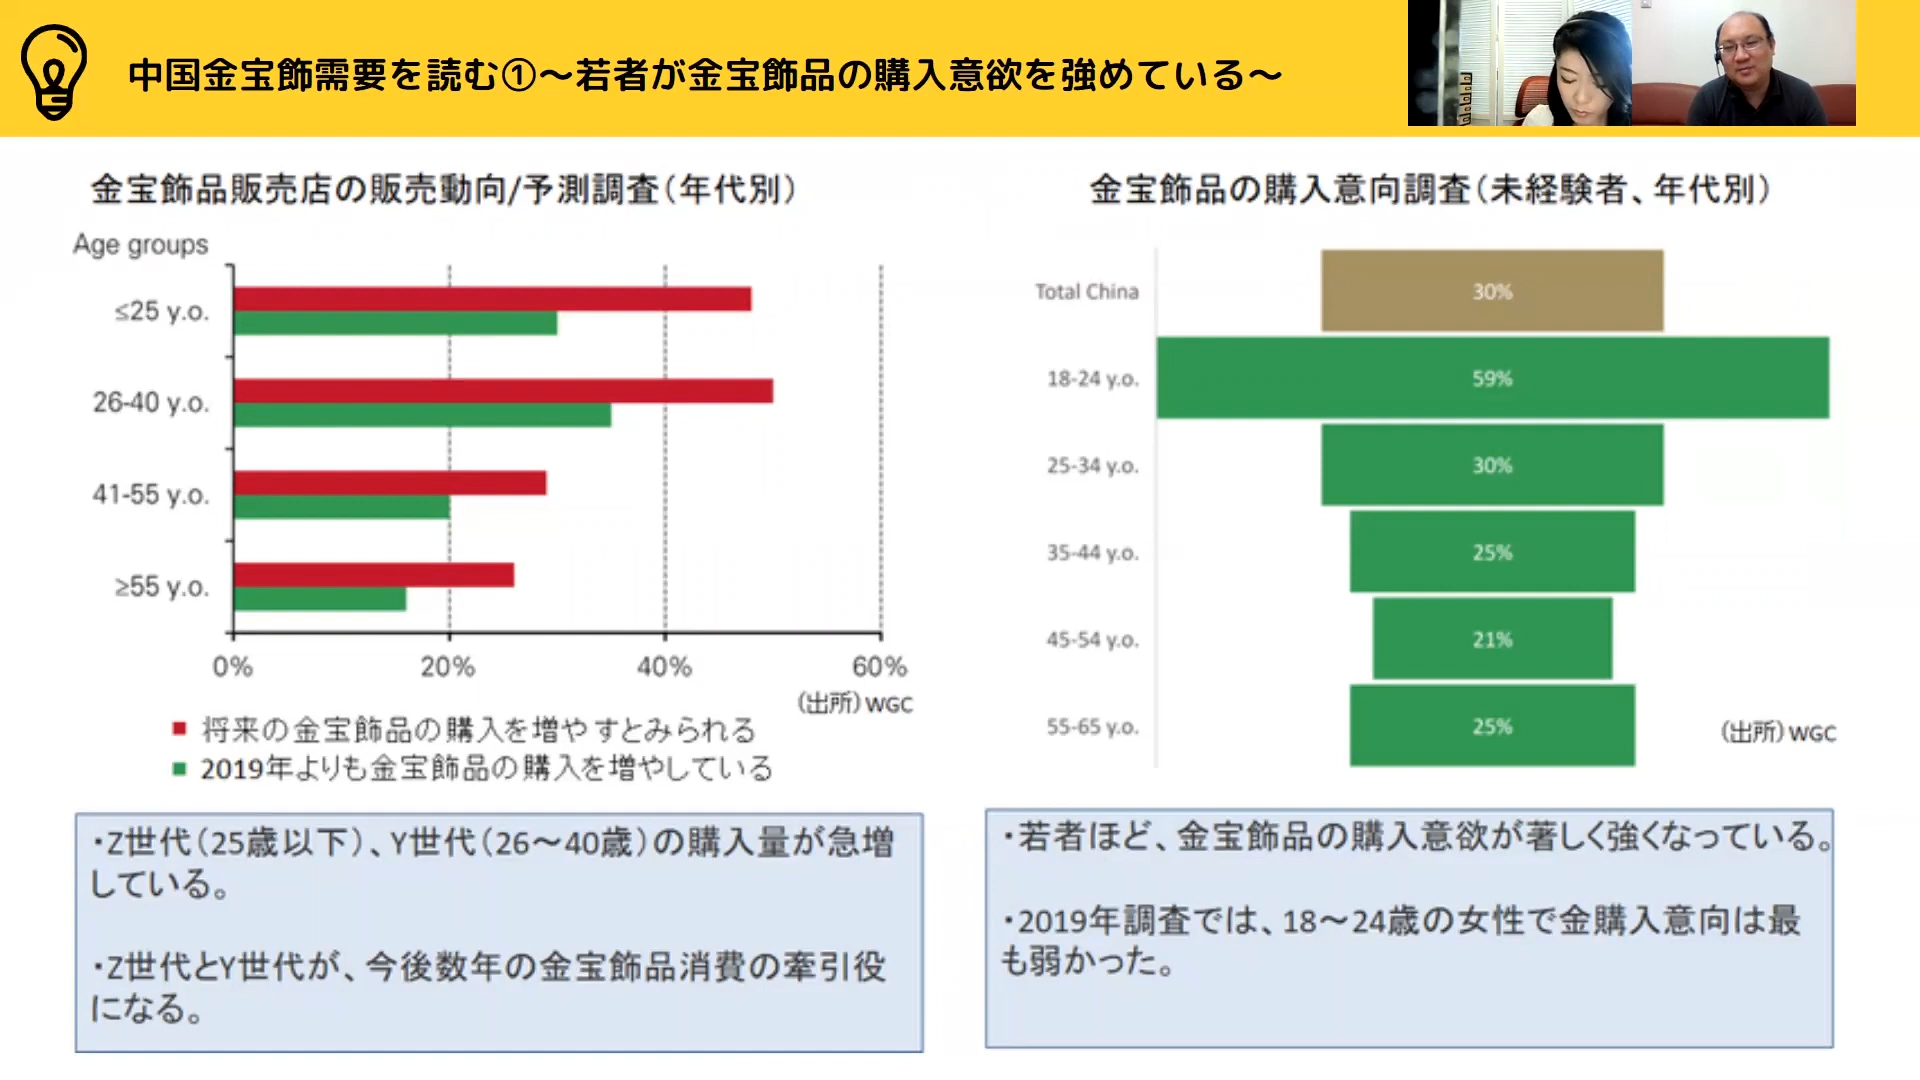 中国金宝飾需要を読む①～若者が金宝飾品の購入意欲を強めている～
金宝飾品販売店の販売動向/予測調査（年代別）
Age groups
≤25 y.o.
26-40 y.o.
41-55 y.o.
≥55 y.o.
0% 20% 40% 60%
（出所）WGC
将来の金宝飾品の購入を増やすとみられる
2019年よりも金宝飾品の購入を増やしている
・Z世代（25歳以下）、Y世代（26～40歳）の購入量が急増
している。
・Z世代とY世代が、今後数年の金宝飾品消費の牽引役
になる。
金宝飾品の購入意向調査（未経験者、年代別）
Total China 30%
18-24 y.o. 59%
25-34 y.o. 30%
35-44 y.o. 25%
45-54 y.o. 21%
55-65 y.o. 25%
（出所）WGC
・若者ほど、金宝飾品の購入意欲が著しく強くなっている。
・2019年調査では、18～24歳の女性で金購入意向は最
も弱かった。